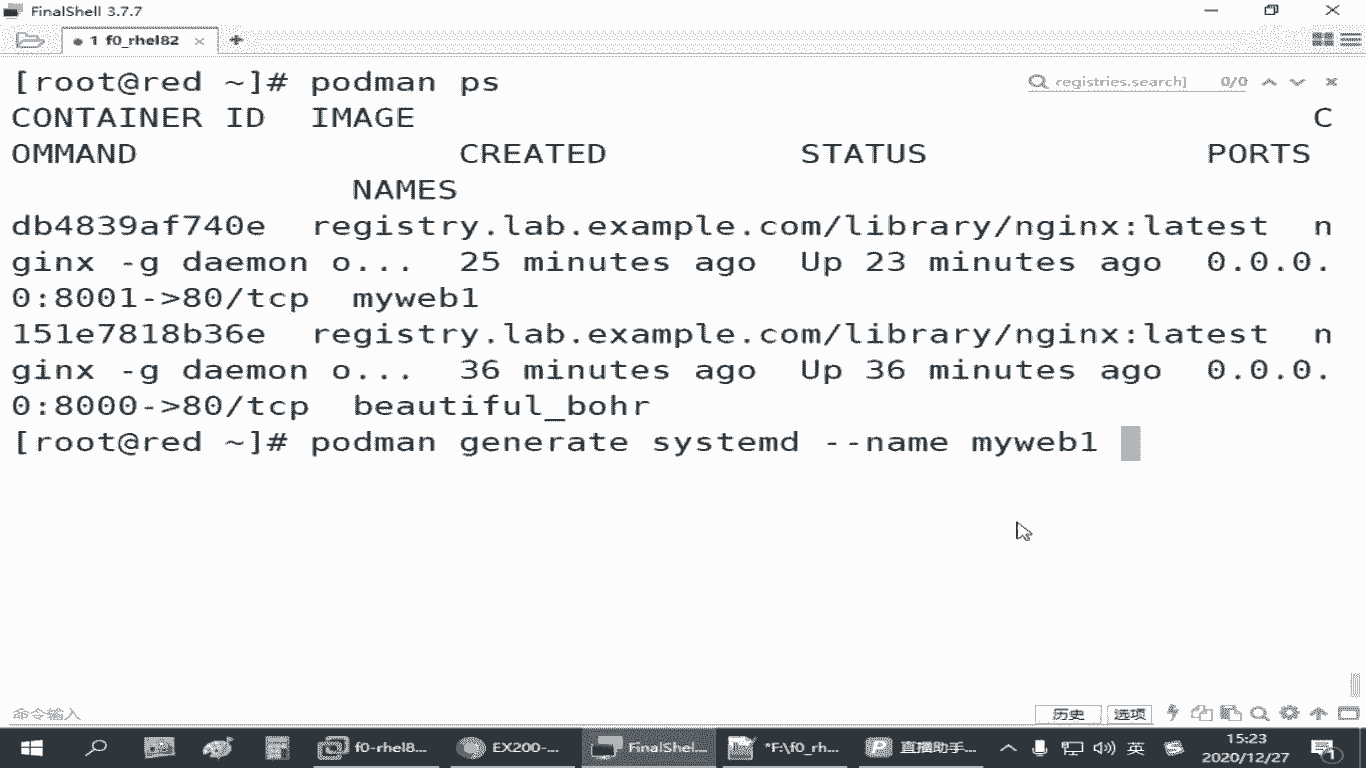 FinalShell 3.7.7
1 f0_rhel82
[root@red ~]# podman ps
registries.search] 0/0
CONTAINER ID  IMAGE  C
OMMAND  CREATED  STATUS  PORTS
NAMES
db4839af740e  registry.lab.example.com/library/nginx:latest  n
ginx -g daemon o...  25 minutes ago  Up 23 minutes ago  0.0.0.
0:8001->80/tcp  myweb1
151e7818b36e  registry.lab.example.com/library/nginx:latest  n
ginx -g daemon o...  36 minutes ago  Up 36 minutes ago  0.0.0.
0:8000->80/tcp  beautiful_bohr
[root@red ~]# podman generate systemd --name myweb1
命令输入 历史 选项
f0-rhel8... EX200-... FinalShel... *F:\f0_rh... 直播助手... 英 15:23
2020/12/27 1